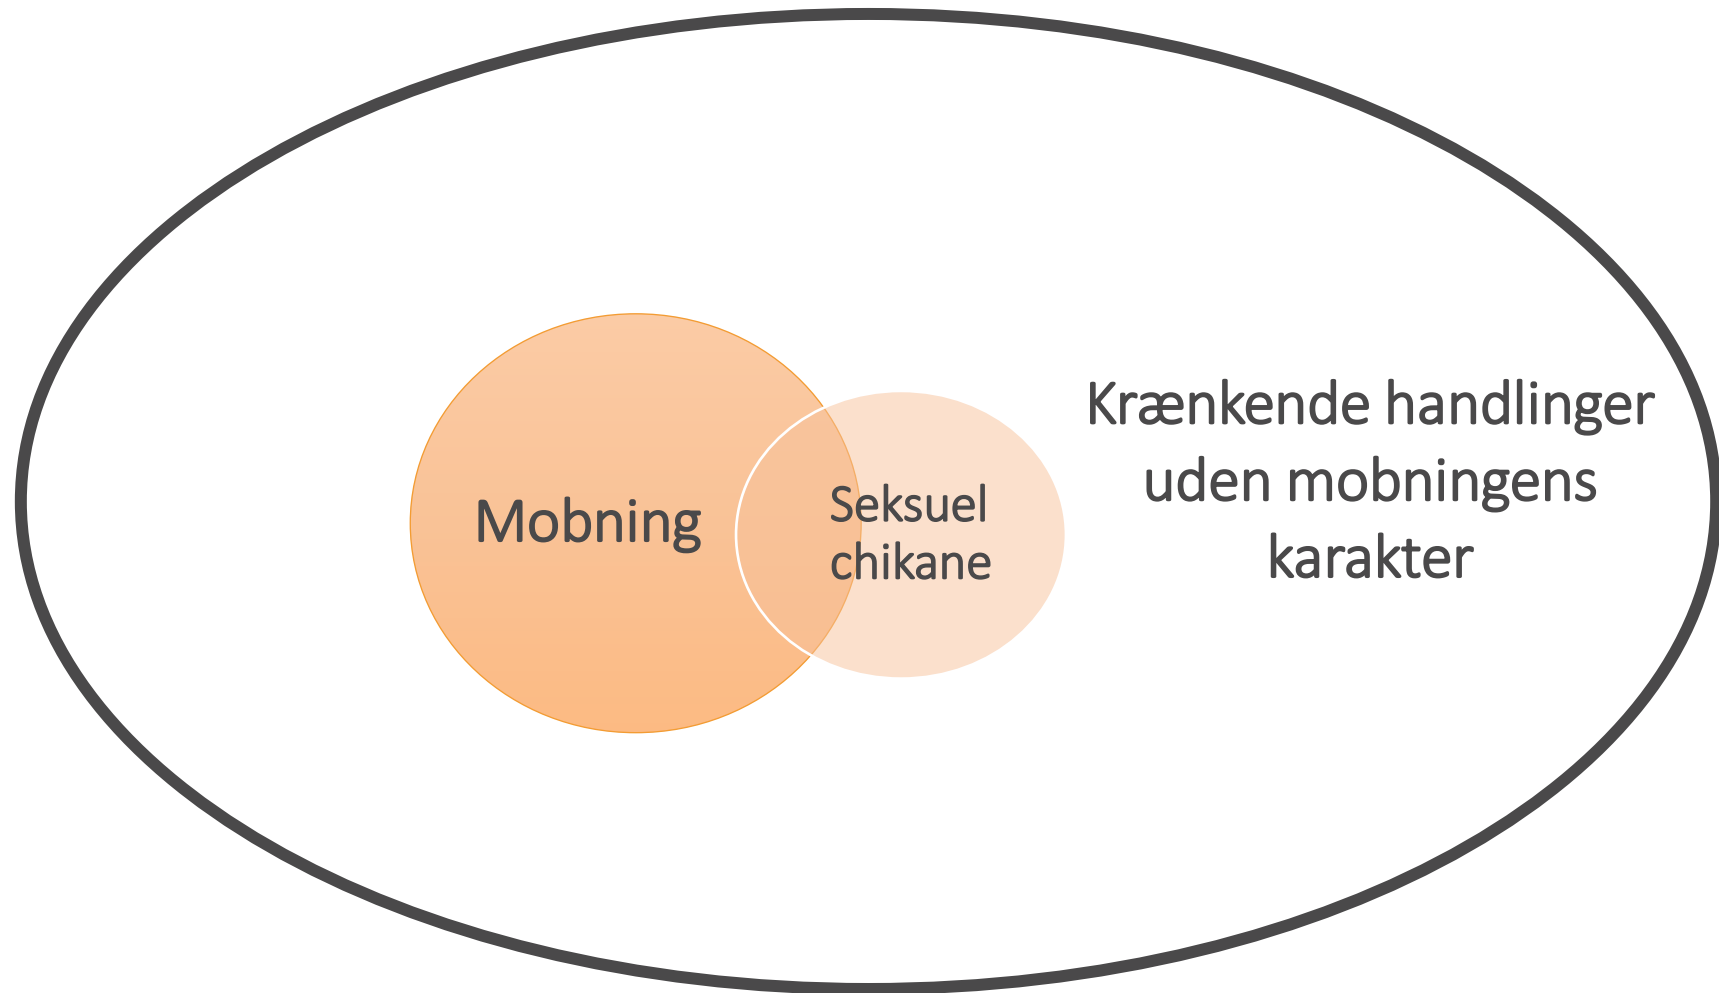 Mobning
Seksuel
chikane
Krænkende handlinger
uden mobningens
karakter